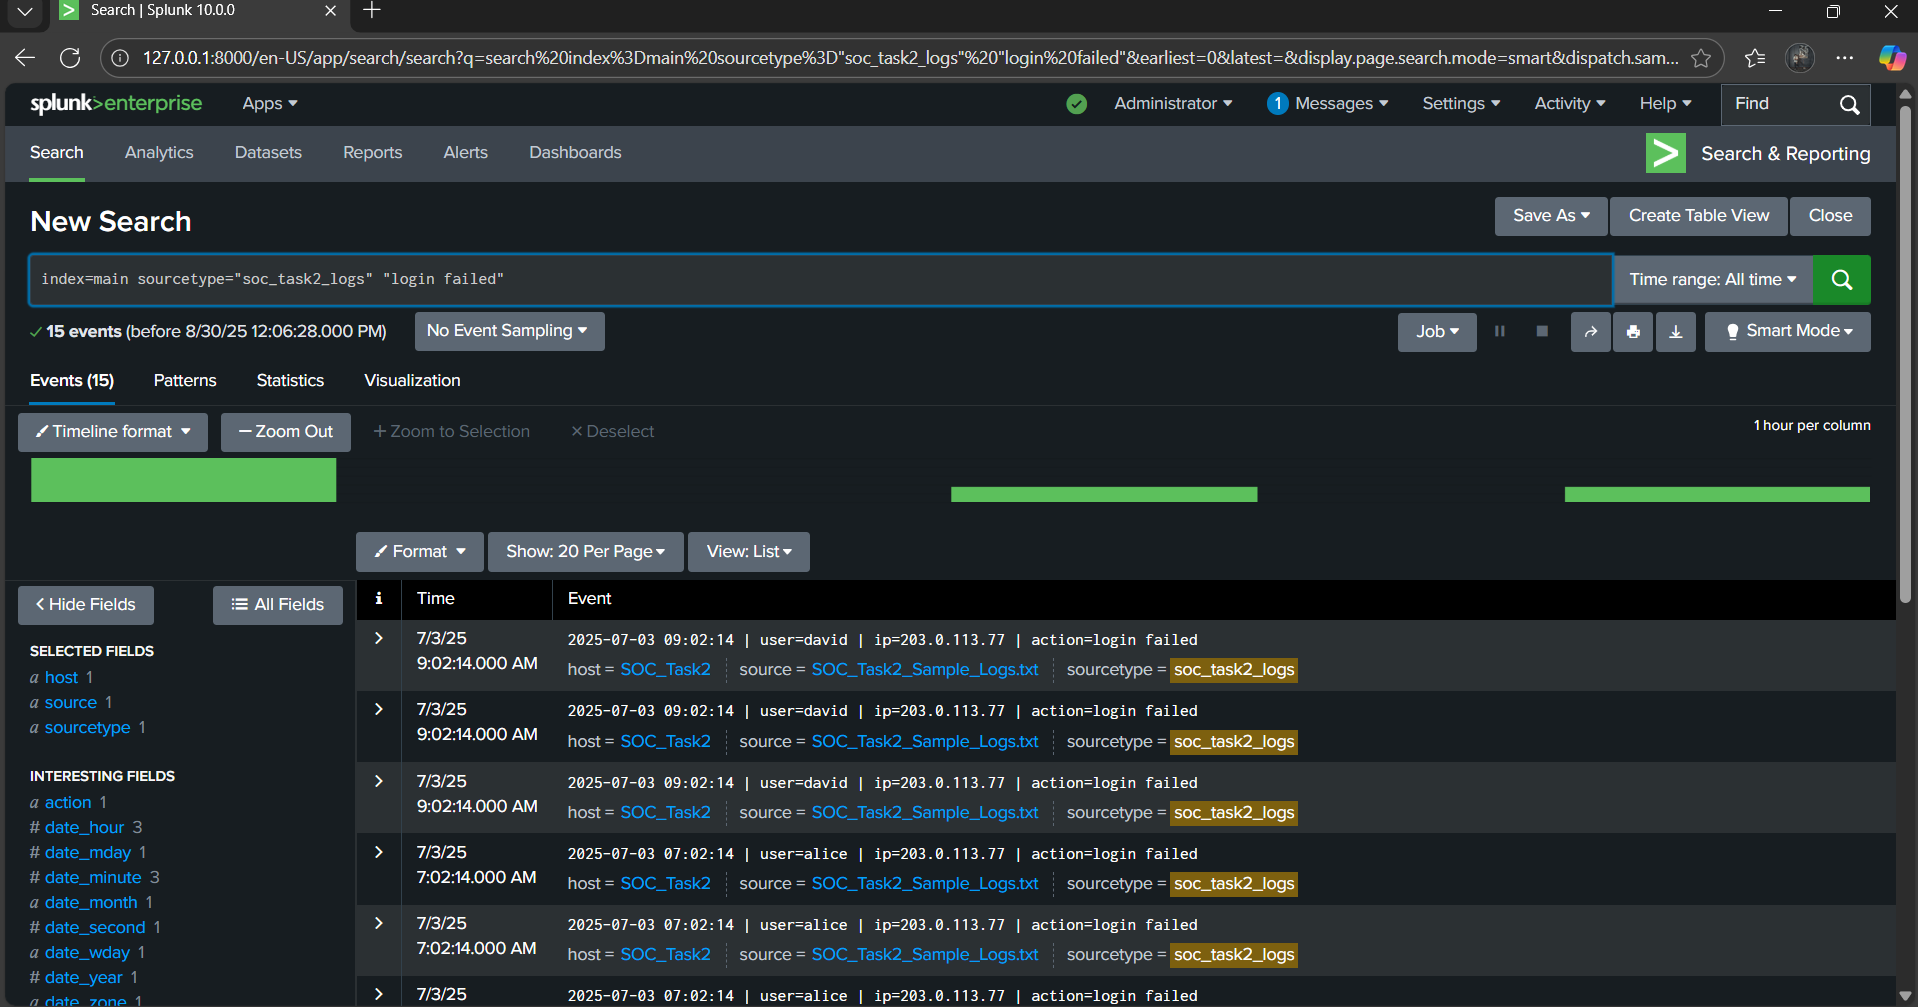 Search | Splunk 10.0.0
127.0.0.1:8000/en-US/app/search/search?q=search%20index%3Dmain%20sourcetype%3D"soc_task2_logs"%20"login%20failed"&earliest=0&latest=&display.page.search.mode=smart&dispatch.sam...
splunk>enterprise Apps Administrator 1 Messages Settings Activity Help Find
Search Analytics Datasets Reports Alerts Dashboards > Search & Reporting
New Search Save As Create Table View Close
index=main sourcetype="soc_task2_logs" "login failed" Time range: All time
15 events (before 8/30/25 12:06:28.000 PM) No Event Sampling Job Smart Mode
Events (15) Patterns Statistics Visualization
Timeline format — Zoom Out + Zoom to Selection × Deselect 1 hour per column
Format Show: 20 Per Page View: List
< Hide Fields All Fields
i Time Event
SELECTED FIELDS
a host 1
a source 1
a sourcetype 1
INTERESTING FIELDS
a action 1
# date_hour 3
# date_mday 1
# date_minute 3
a date_month 1
# date_second 1
a date_wday 1
# date_year 1
a date_zone 1
> 7/3/25 2025-07-03 09:02:14 | user=david | ip=203.0.113.77 | action=login failed
9:02:14.000 AM host = SOC_Task2 source = SOC_Task2_Sample_Logs.txt sourcetype = soc_task2_logs
> 7/3/25 2025-07-03 09:02:14 | user=david | ip=203.0.113.77 | action=login failed
9:02:14.000 AM host = SOC_Task2 source = SOC_Task2_Sample_Logs.txt sourcetype = soc_task2_logs
> 7/3/25 2025-07-03 09:02:14 | user=david | ip=203.0.113.77 | action=login failed
9:02:14.000 AM host = SOC_Task2 source = SOC_Task2_Sample_Logs.txt sourcetype = soc_task2_logs
> 7/3/25 2025-07-03 07:02:14 | user=alice | ip=203.0.113.77 | action=login failed
7:02:14.000 AM host = SOC_Task2 source = SOC_Task2_Sample_Logs.txt sourcetype = soc_task2_logs
> 7/3/25 2025-07-03 07:02:14 | user=alice | ip=203.0.113.77 | action=login failed
7:02:14.000 AM host = SOC_Task2 source = SOC_Task2_Sample_Logs.txt sourcetype = soc_task2_logs
> 7/3/25 2025-07-03 07:02:14 | user=alice | ip=203.0.113.77 | action=login failed